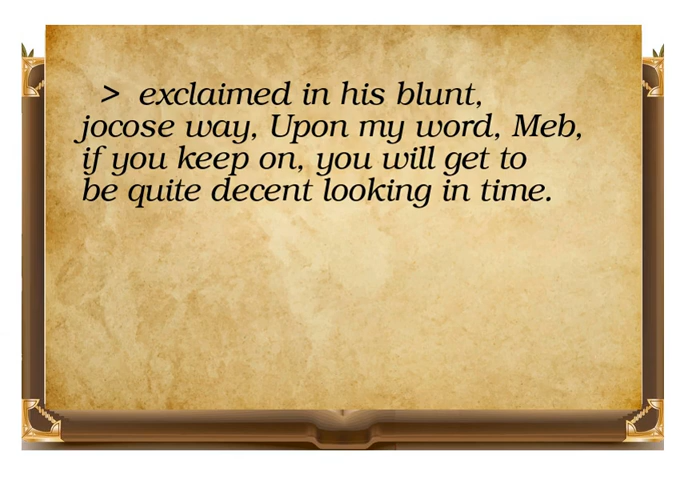 > exclaimed in his blunt,
jocose way, Upon my word, Meb,
if you keep on, you will get to
be quite decent looking in time.